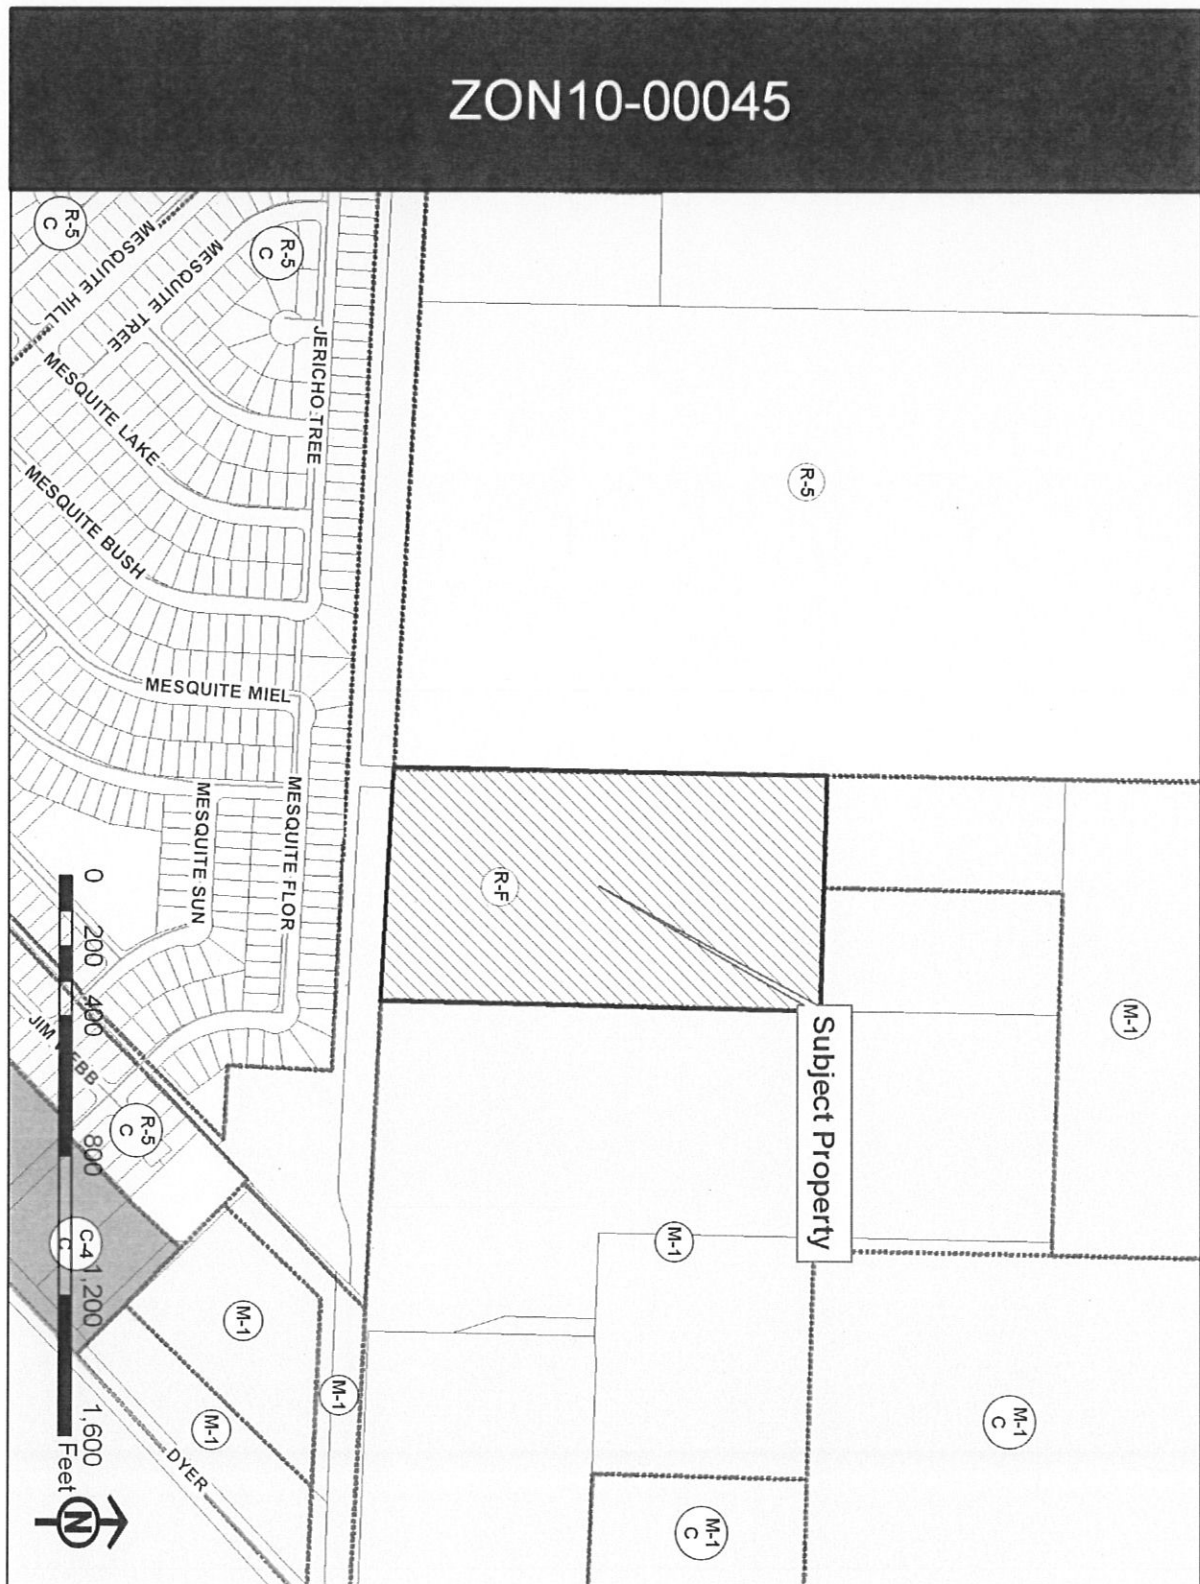 ZON10-00045
R-5
C
MESQUITE HILL
MESQUITE TREE
R-5
C
JERICHO TREE
MESQUITE LAKE
MESQUITE BUSH
R-5
MESQUITE MIEL
MESQUITE SUN
MESQUITE FLOR
R-F
Subject Property
M-1
JIM WEBB
R-5
C
C-4
C
M-1
M-1
M-1
M-1
M-1
C
M-1
C
DYER
0 200 400 800 1,200 1,600
Feet
N